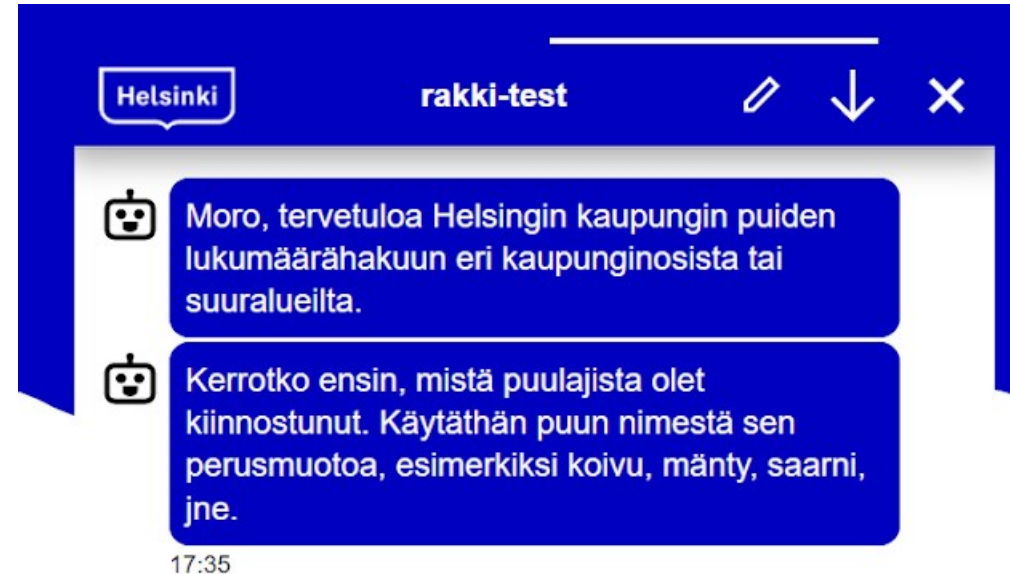 Helsinki
rakki-test
Moro, tervetuloa Helsingin kaupungin puiden
lukumäärähakuun eri kaupunginosista tai
suuralueilta.
Kerrotko ensin, mistä puulajista olet
kiinnostunut. Käytäthän puun nimestä sen
perusmuotoa, esimerkiksi koivu, mänty, saarni,
jne.
17:35